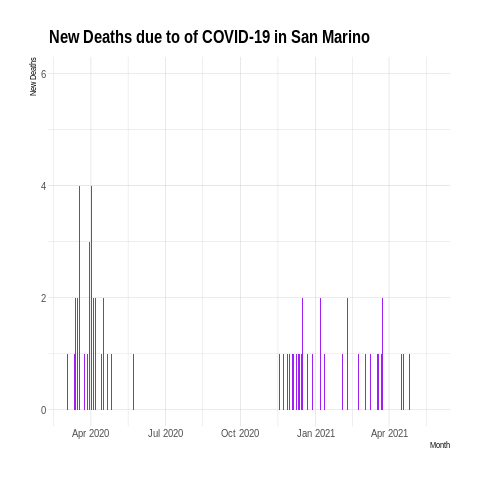 New Deaths due to of COVID-19 in San Marino
New Deaths
6
4
2
0
Apr 2020 Jul 2020 Oct 2020 Jan 2021 Apr 2021
Month